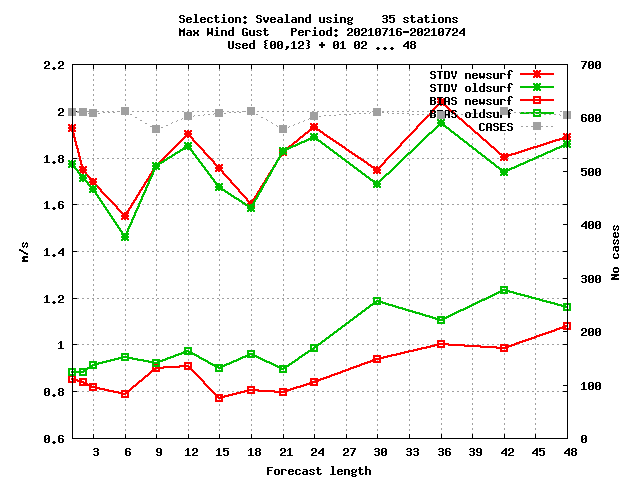 Selection: Svealand using    35 stations
Max Wind Gust   Period: 20210716-20210724
Used {00,12} + 01 02 ... 48
STDV newsurf
STDV oldsurf
BIAS newsurf
BIAS oldsurf
CASES
2.2
2
1.8
1.6
1.4
1.2
1
0.8
0.6
m/s
700
600
500
400
300
200
100
0
No cases
3 6 9 12 15 18 21 24 27 30 33 36 39 42 45 48
Forecast length